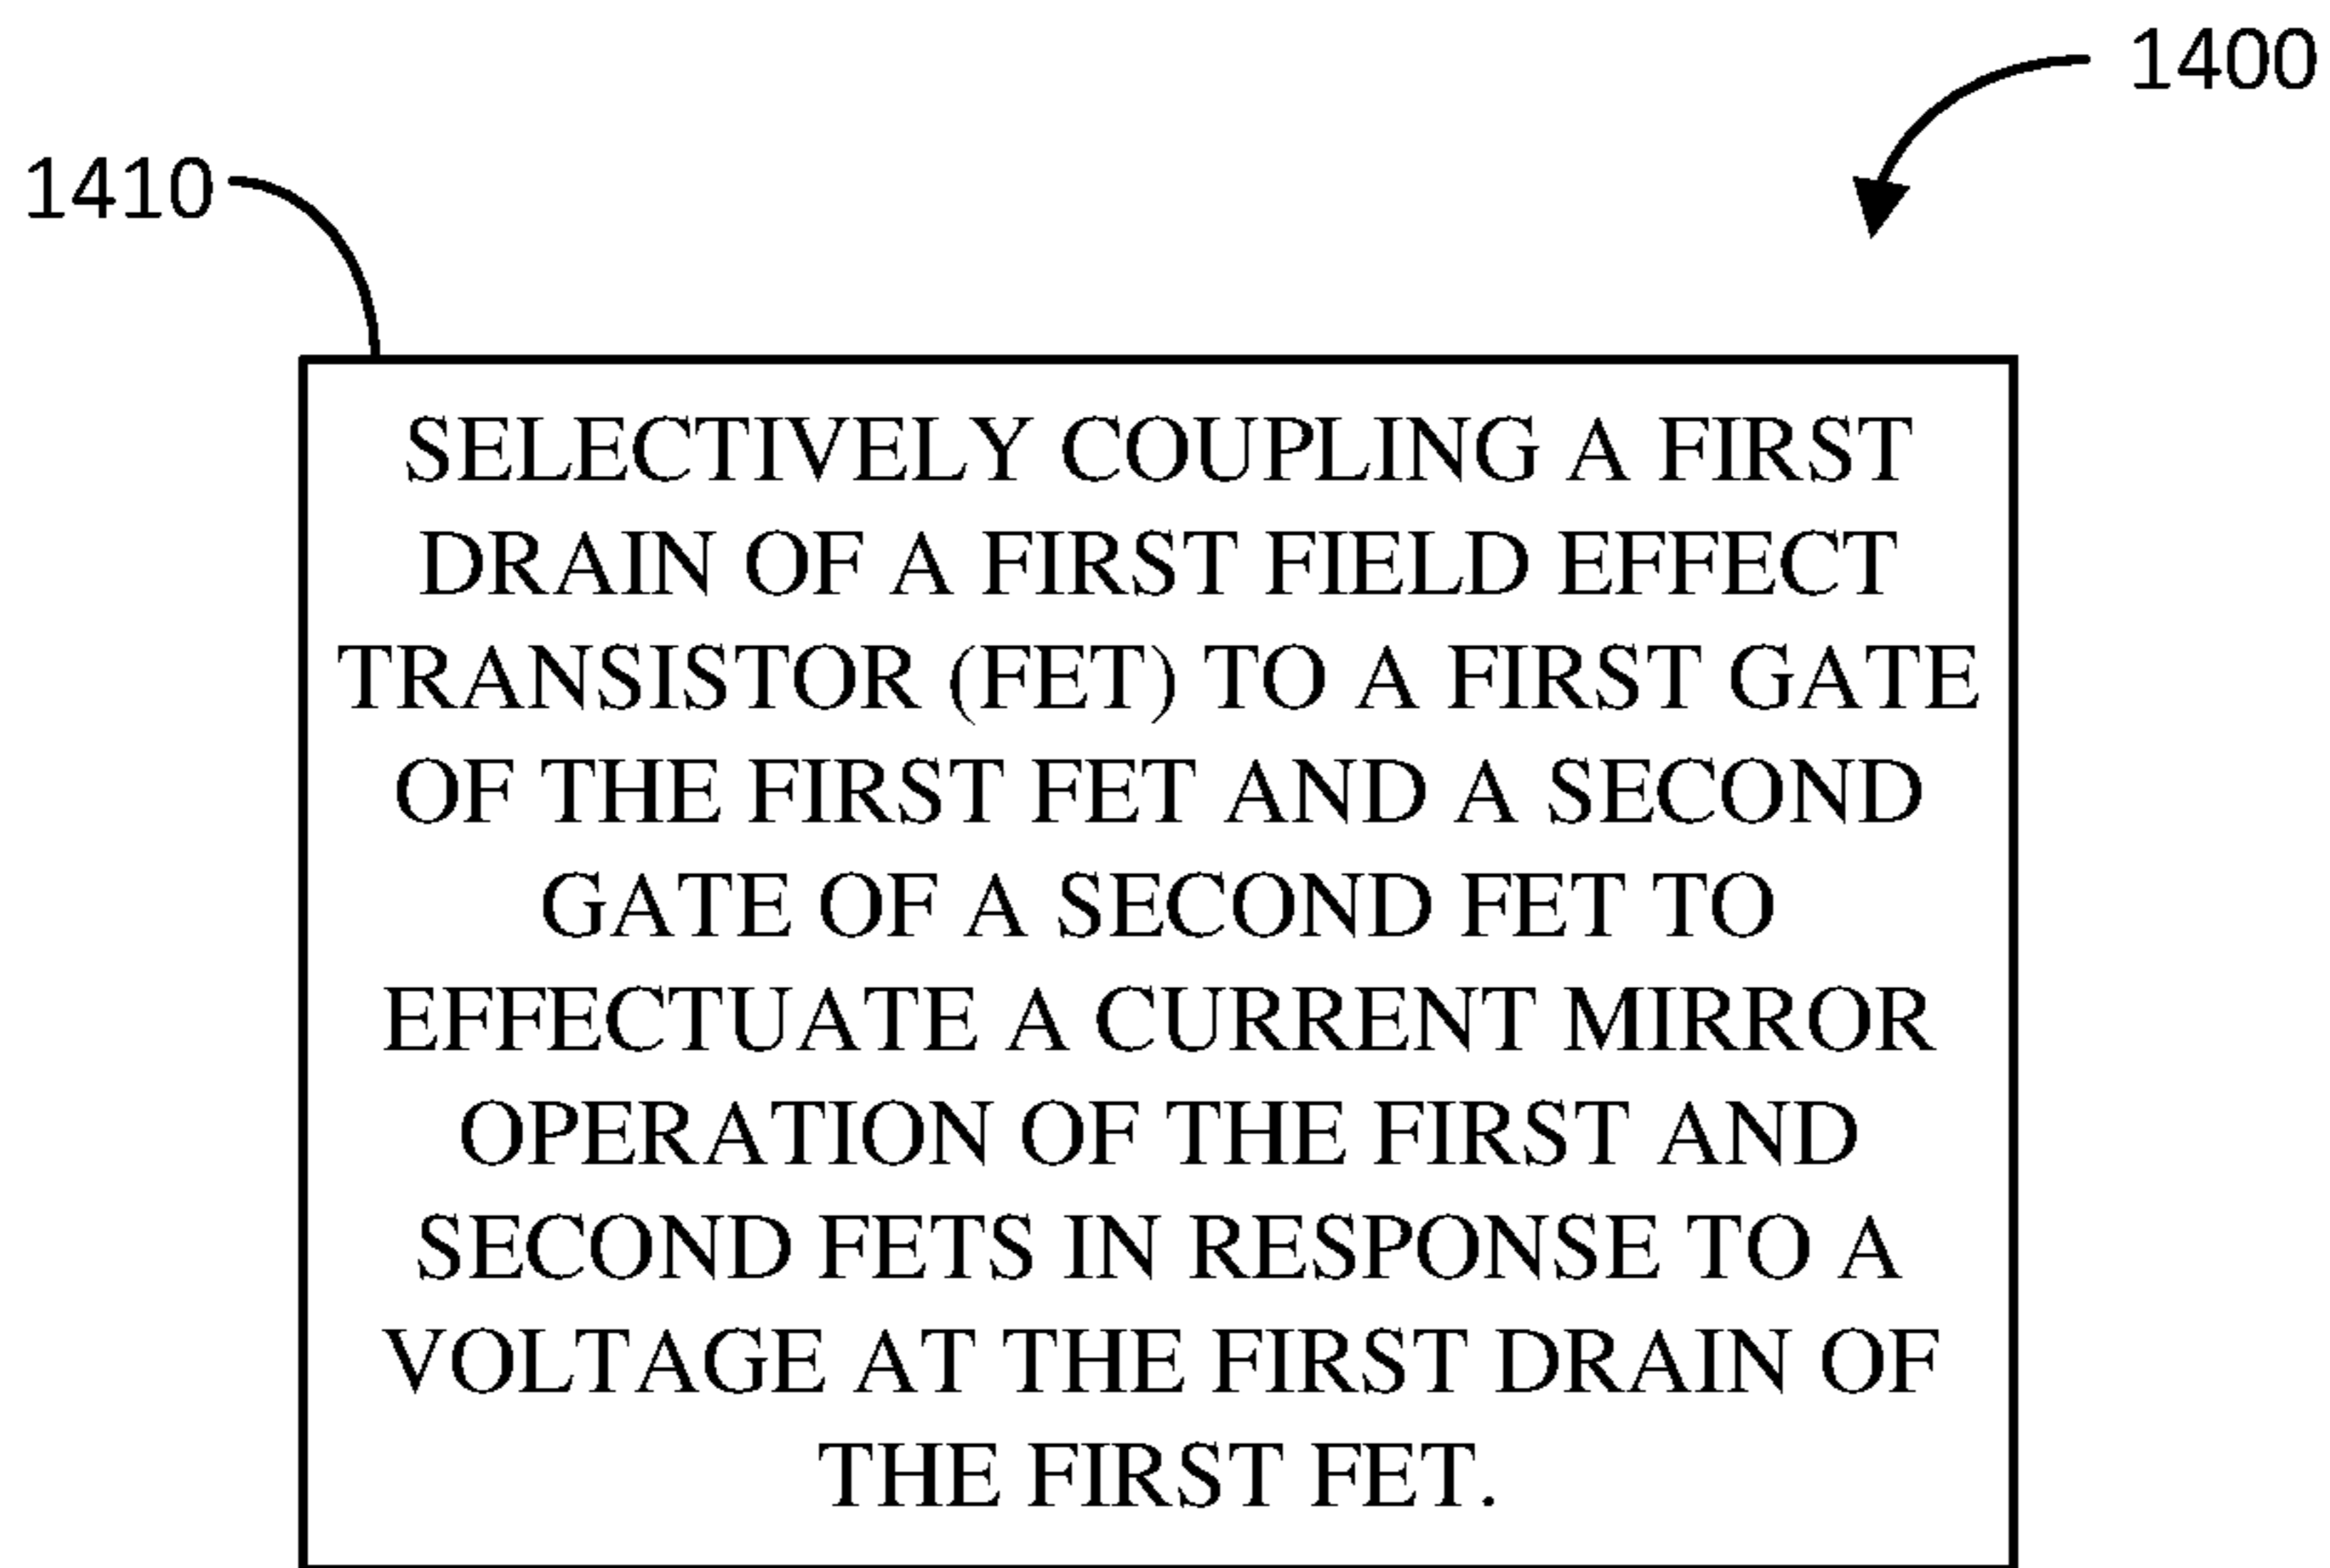 1400
1410
SELECTIVELY COUPLING A FIRST
DRAIN OF A FIRST FIELD EFFECT
TRANSISTOR (FET) TO A FIRST GATE
OF THE FIRST FET AND A SECOND
GATE OF A SECOND FET TO
EFFECTUATE A CURRENT MIRROR
OPERATION OF THE FIRST AND
SECOND FETS IN RESPONSE TO A
VOLTAGE AT THE FIRST DRAIN OF
THE FIRST FET.